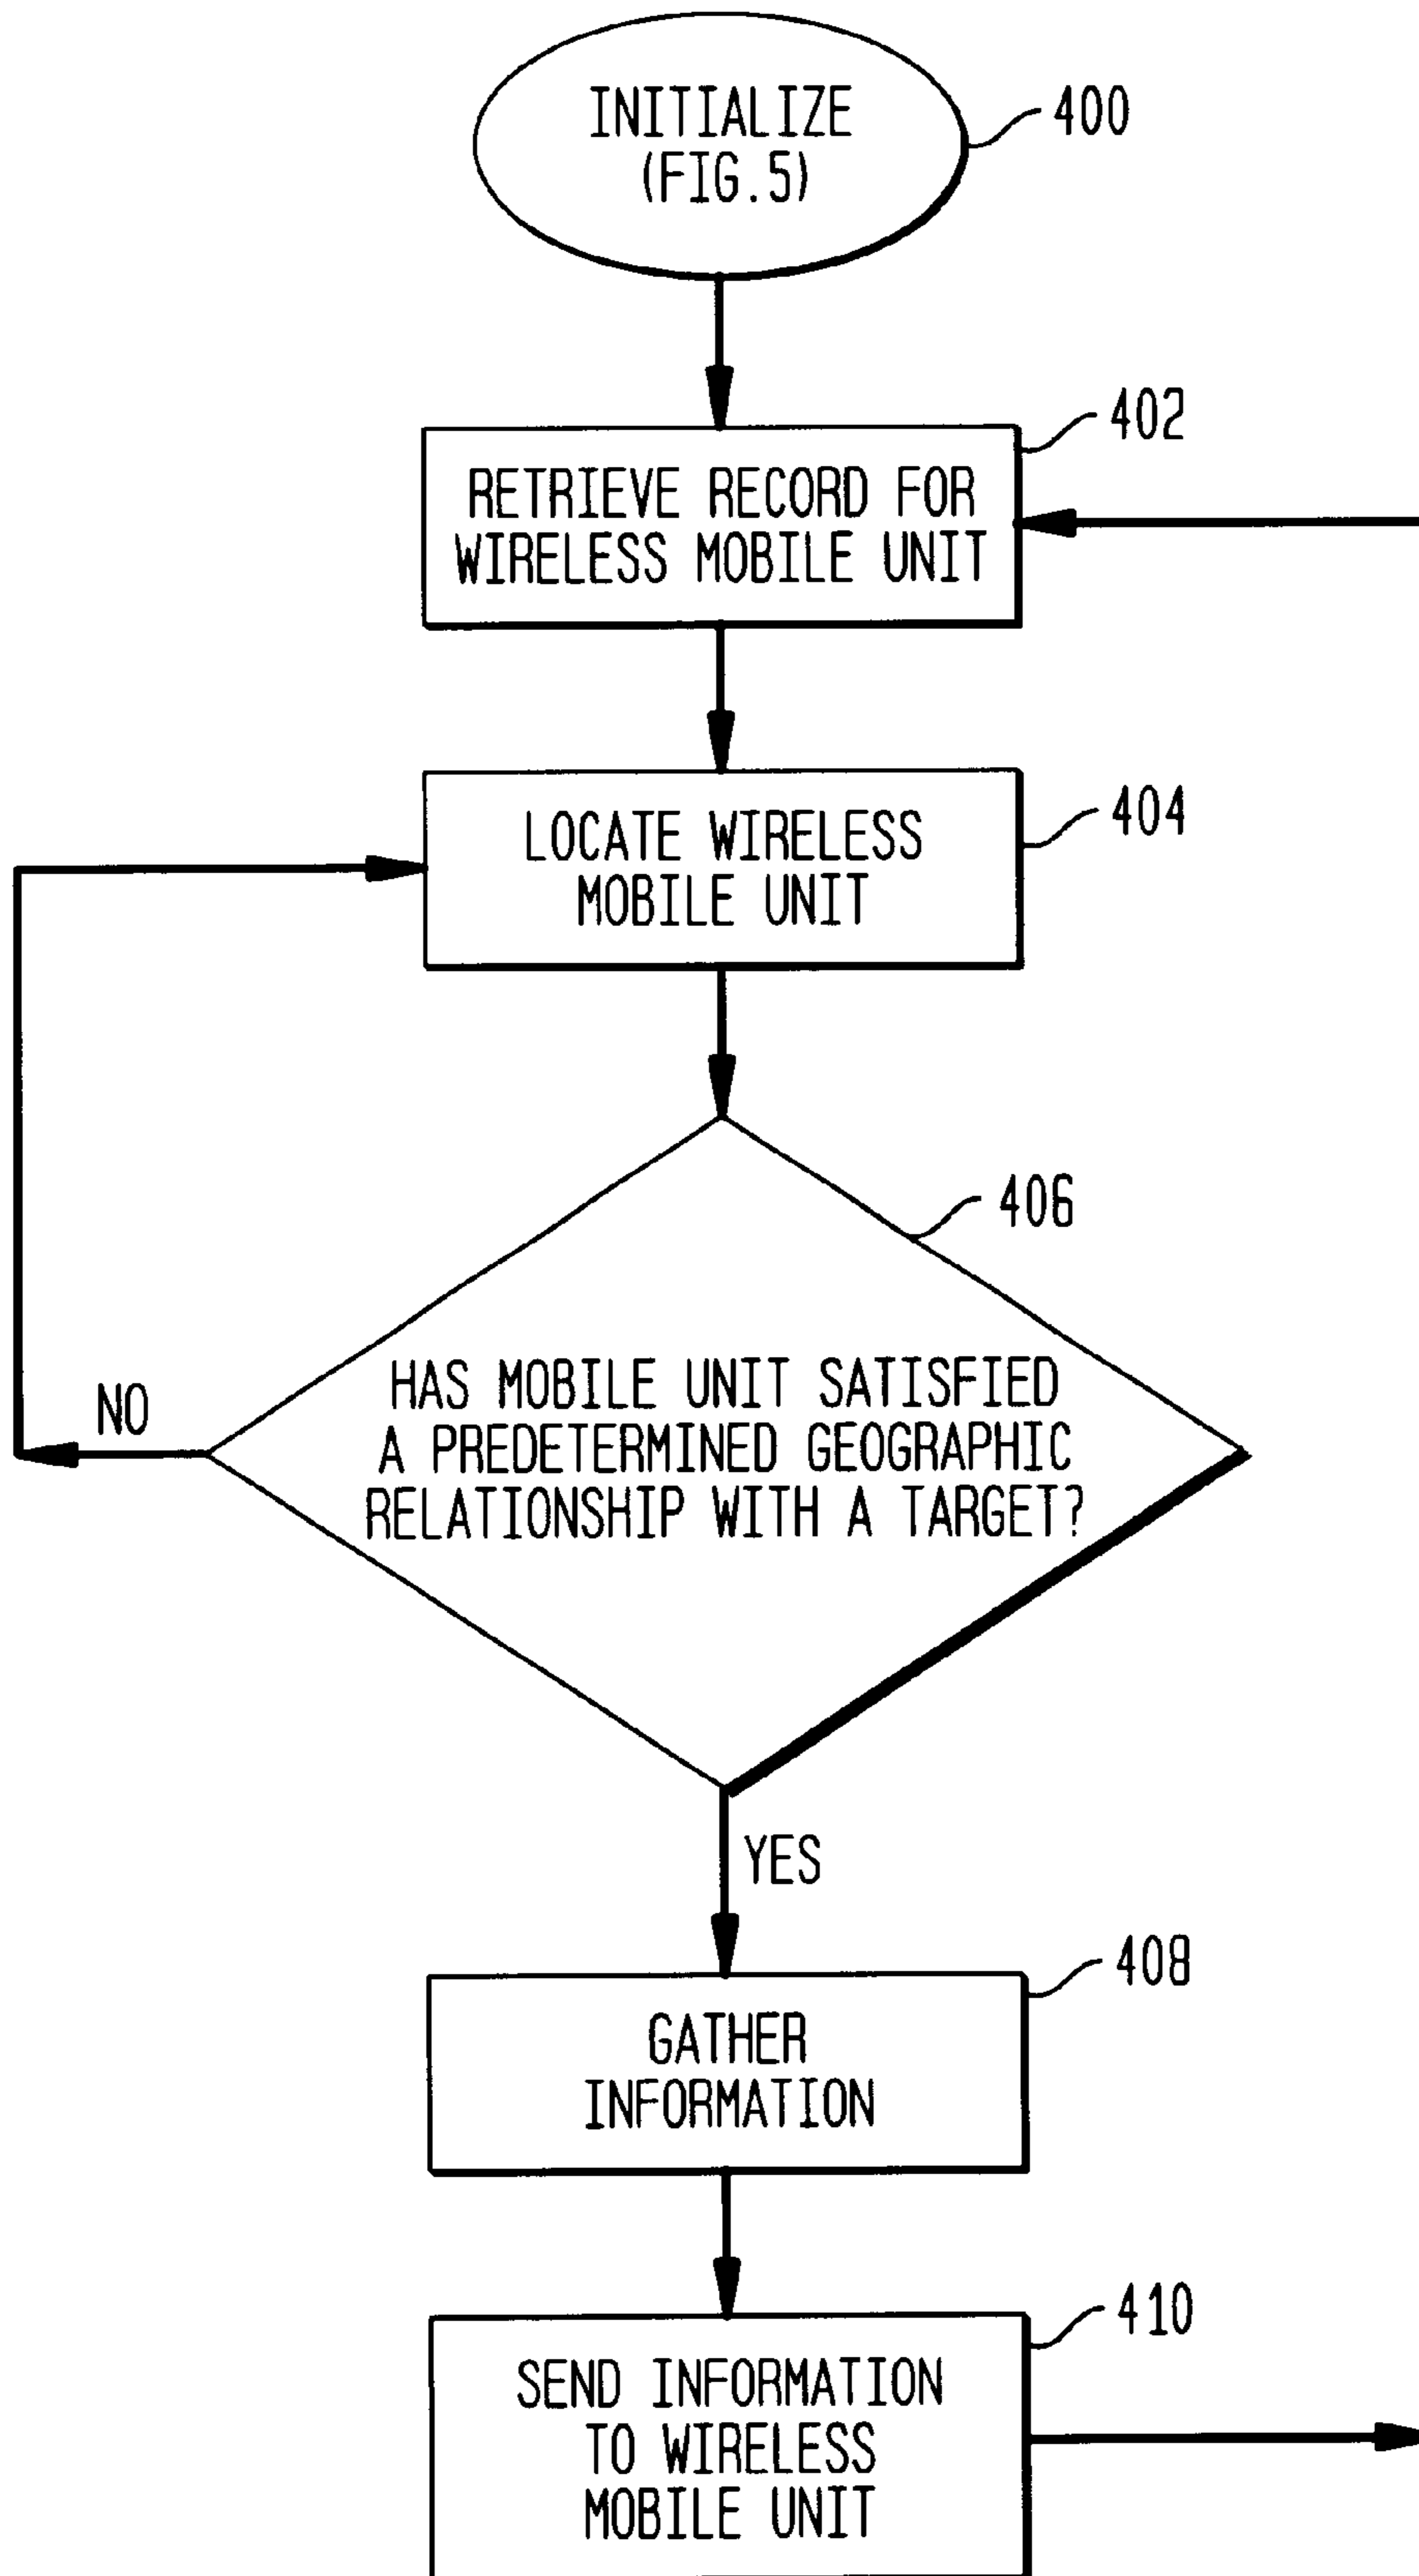 INITIALIZE
(FIG.5)
400
402
RETRIEVE RECORD FOR
WIRELESS MOBILE UNIT
404
LOCATE WIRELESS
MOBILE UNIT
406
HAS MOBILE UNIT SATISFIED
A PREDETERMINED GEOGRAPHIC
RELATIONSHIP WITH A TARGET?
NO
YES
408
GATHER
INFORMATION
410
SEND INFORMATION
TO WIRELESS
MOBILE UNIT